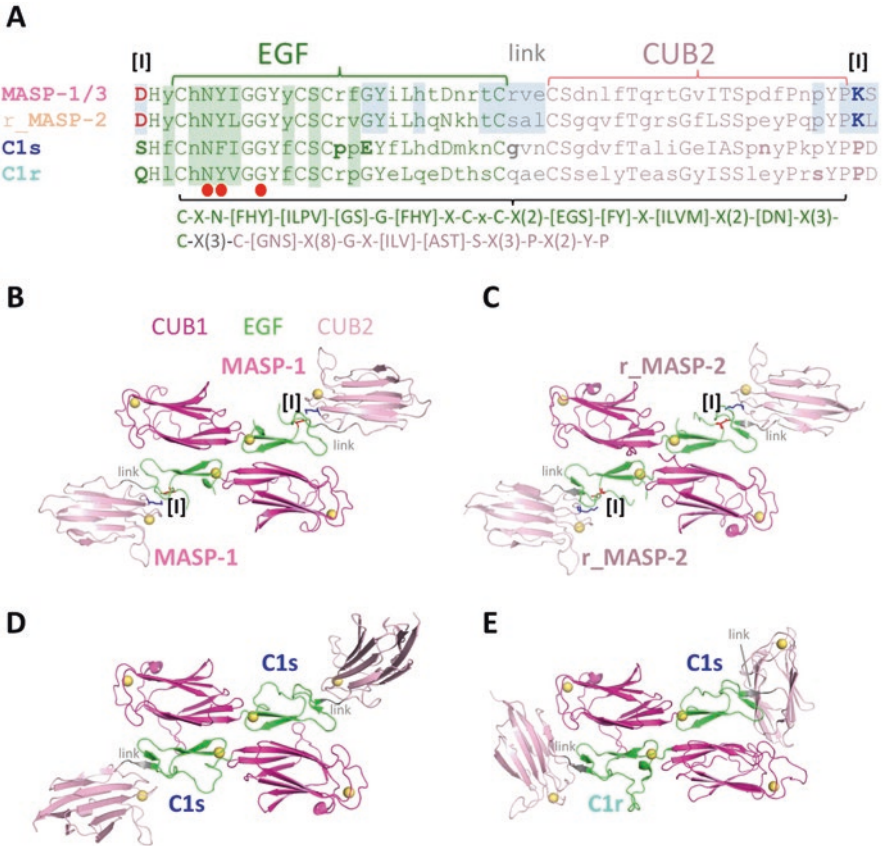 A
[I] EGF link CUB2 [I]
MASP-1/3 DHyChNYIGGYyCSCrfGYiLhtDnrtCrveCSdnlfTqrtGvITSpdfPnpYPKS
r_MASP-2 DHyChNYLGGYyCSCrvGYiLhqNkhtCsalCSgqvfTgrsGfLSSpeyPqpYPKL
C1s SHfChNFIGGYfCSCppEYfLhdDmknCgvnCSgdvfTaliGeIASpnyPkpYPPD
C1r QHlChNYVGGYfCSCrpGYeLqeDthsCqaeCSselyTeasGyISSleyPrsYPPD
C-X-N-[FHY]-[ILPV]-[GS]-G-[FHY]-X-C-x-C-X(2)-[EGS]-[FY]-X-[ILVM]-X(2)-[DN]-X(3)-
C-X(3)-C-[GNS]-X(8)-G-X-[ILV]-[AST]-S-X(3)-P-X(2)-Y-P
B
CUB1 EGF CUB2
MASP-1
[I]
link
link
[I]
MASP-1
C
r_MASP-2
[I]
link
link
[I]
r_MASP-2
D
C1s
link
link
C1s
E
link
C1s
link
C1r